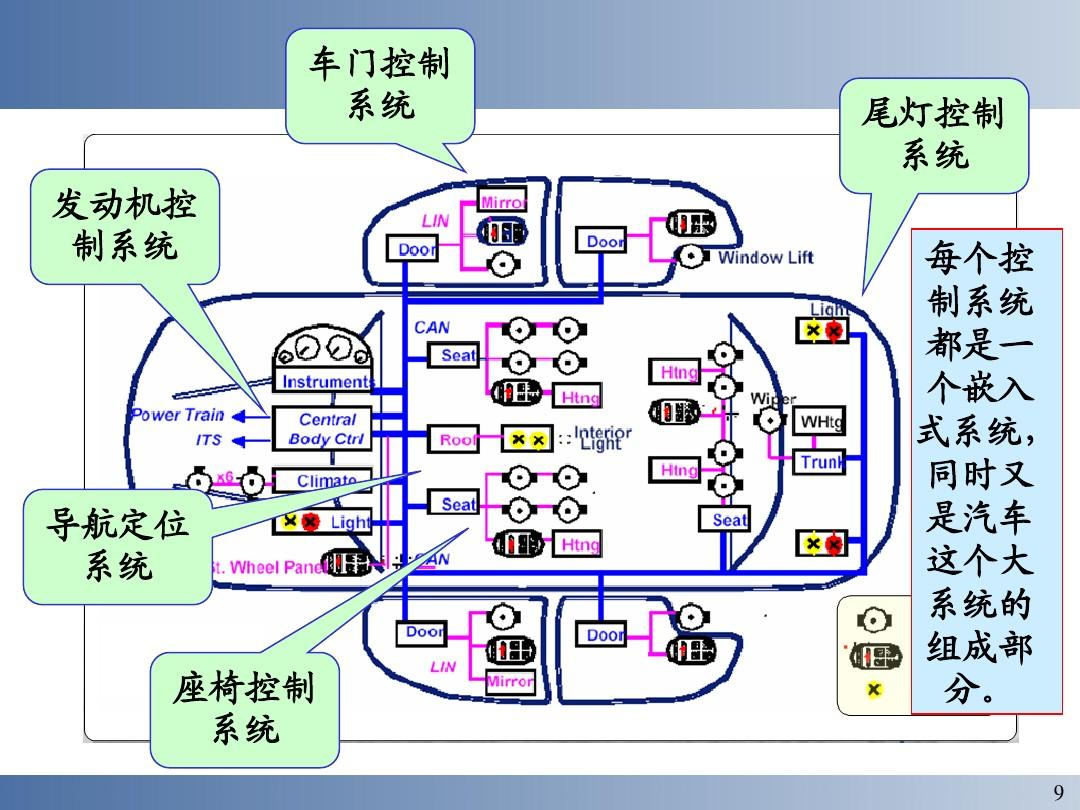 车门控制
系统
尾灯控制
系统
发动机控
制系统
每个控
制系统
都是一
个嵌入
式系统，
同时又
是汽车
这个大
系统的
组成部
分。
Mirro
LIN
Door
Door
Window Lift
CAN
Light
Seat
Instruments
Htng
Htng
Wiper
Power Train
Central
Body Ctrl
WHtg
ITS
Roof
Interior
Light
x6
Climate
Htng
Trunk
Seat
Light
Seat
Htng
CAN
St. Wheel Pane
导航定位
系统
Door
Door
LIN
Mirror
座椅控制
系统
9